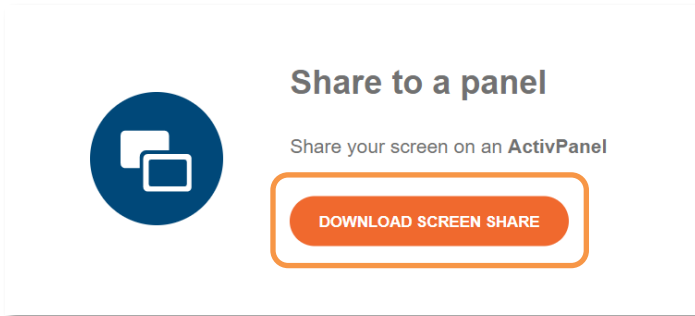 Share to a panel
Share your screen on an ActivPanel
DOWNLOAD SCREEN SHARE